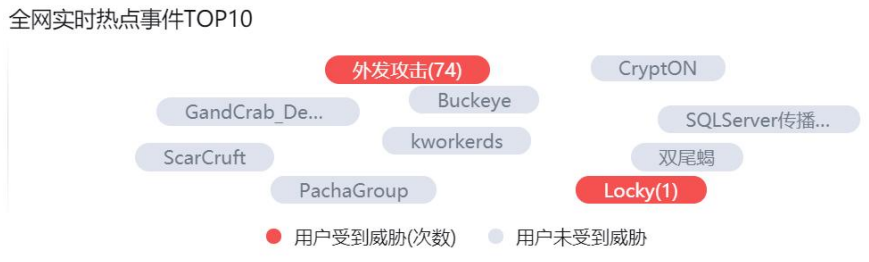 全网实时热点事件TOP10
外发攻击(74)
CryptON
GandCrab_De...
Buckeye
SQLServer传播...
kworkerds
ScarCruft
双尾蝎
PachaGroup
Locky(1)
用户受到威胁(次数)
用户未受到威胁